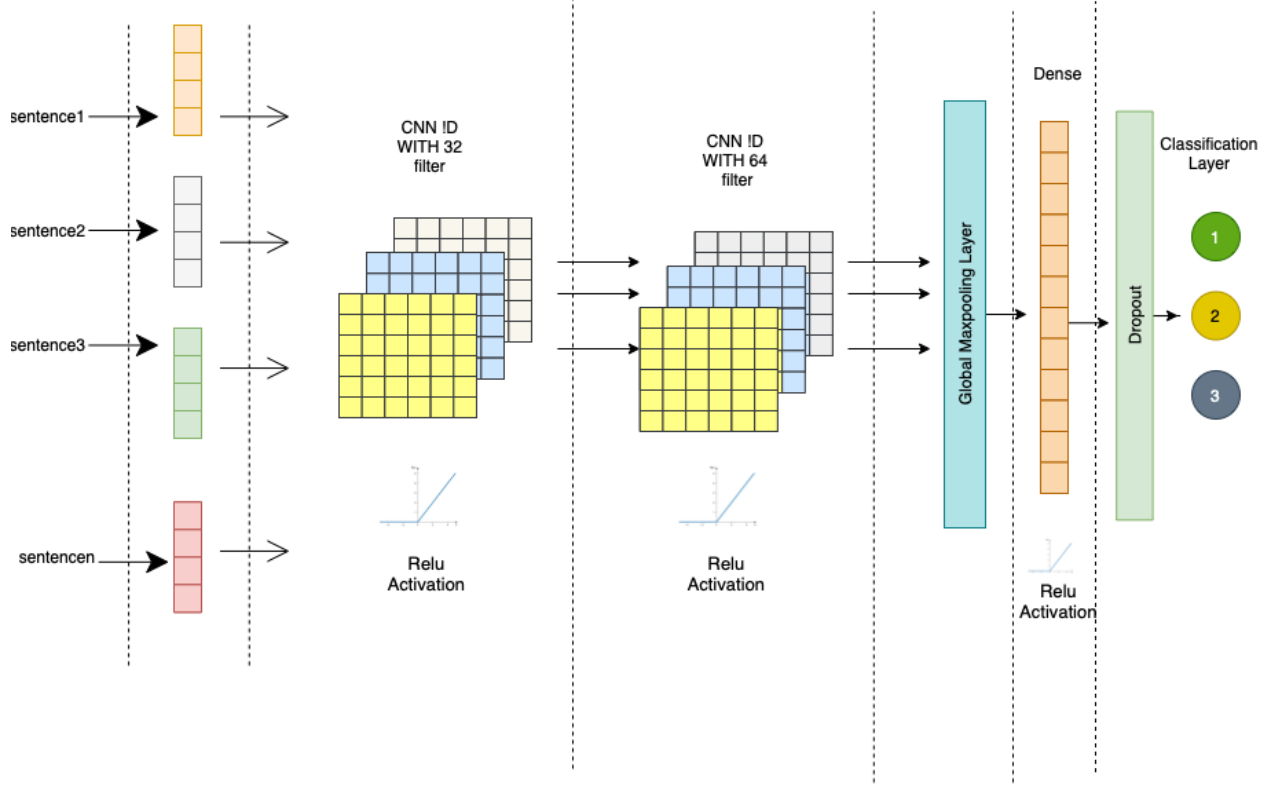 sentence1
sentence2
sentence3
sentencen
CNN !D
WITH 32
filter
Relu
Activation
CNN !D
WITH 64
filter
Relu
Activation
Global Maxpooling Layer
Dense
Relu
Activation
Dropout
Classification
Layer
1
2
3